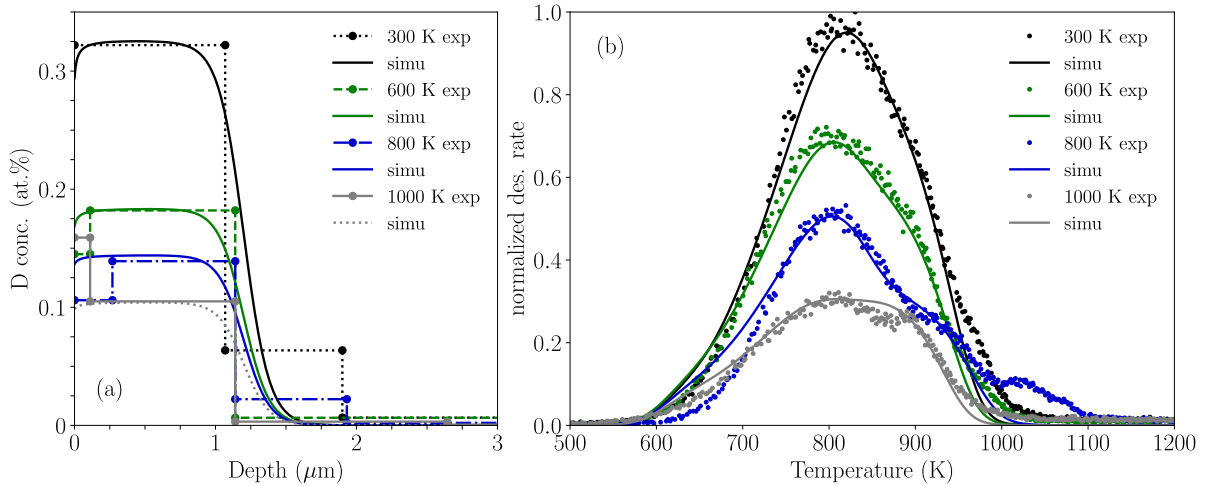 D conc. (at.%)
0.3
0.2
0.1
0
300 K exp
simu
600 K exp
simu
800 K exp
simu
1000 K exp
simu
(a)
0
1
2
3
Depth (μm)
normalized des. rate
1.0
0.8
0.6
0.4
0.2
0.0
(b)
300 K exp
simu
600 K exp
simu
800 K exp
simu
1000 K exp
simu
500
600
700
800
900
1000
1100
1200
Temperature (K)